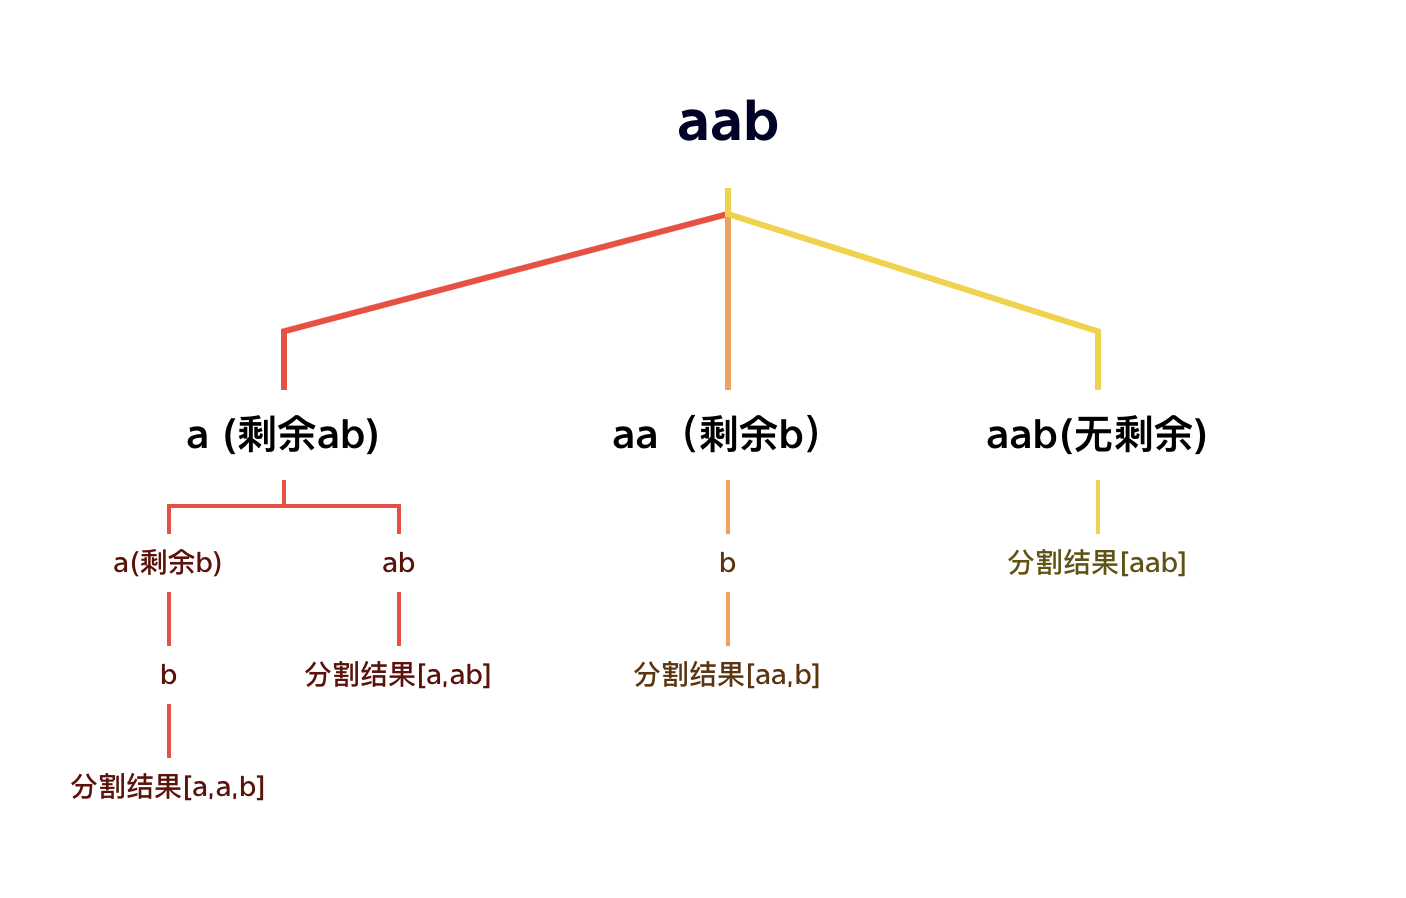 aab
a (剩余ab)
aa（剩余b）
aab(无剩余)
a(剩余b)
ab
b
分割结果[aab]
b
分割结果[a,ab]
分割结果[aa,b]
分割结果[a,a,b]